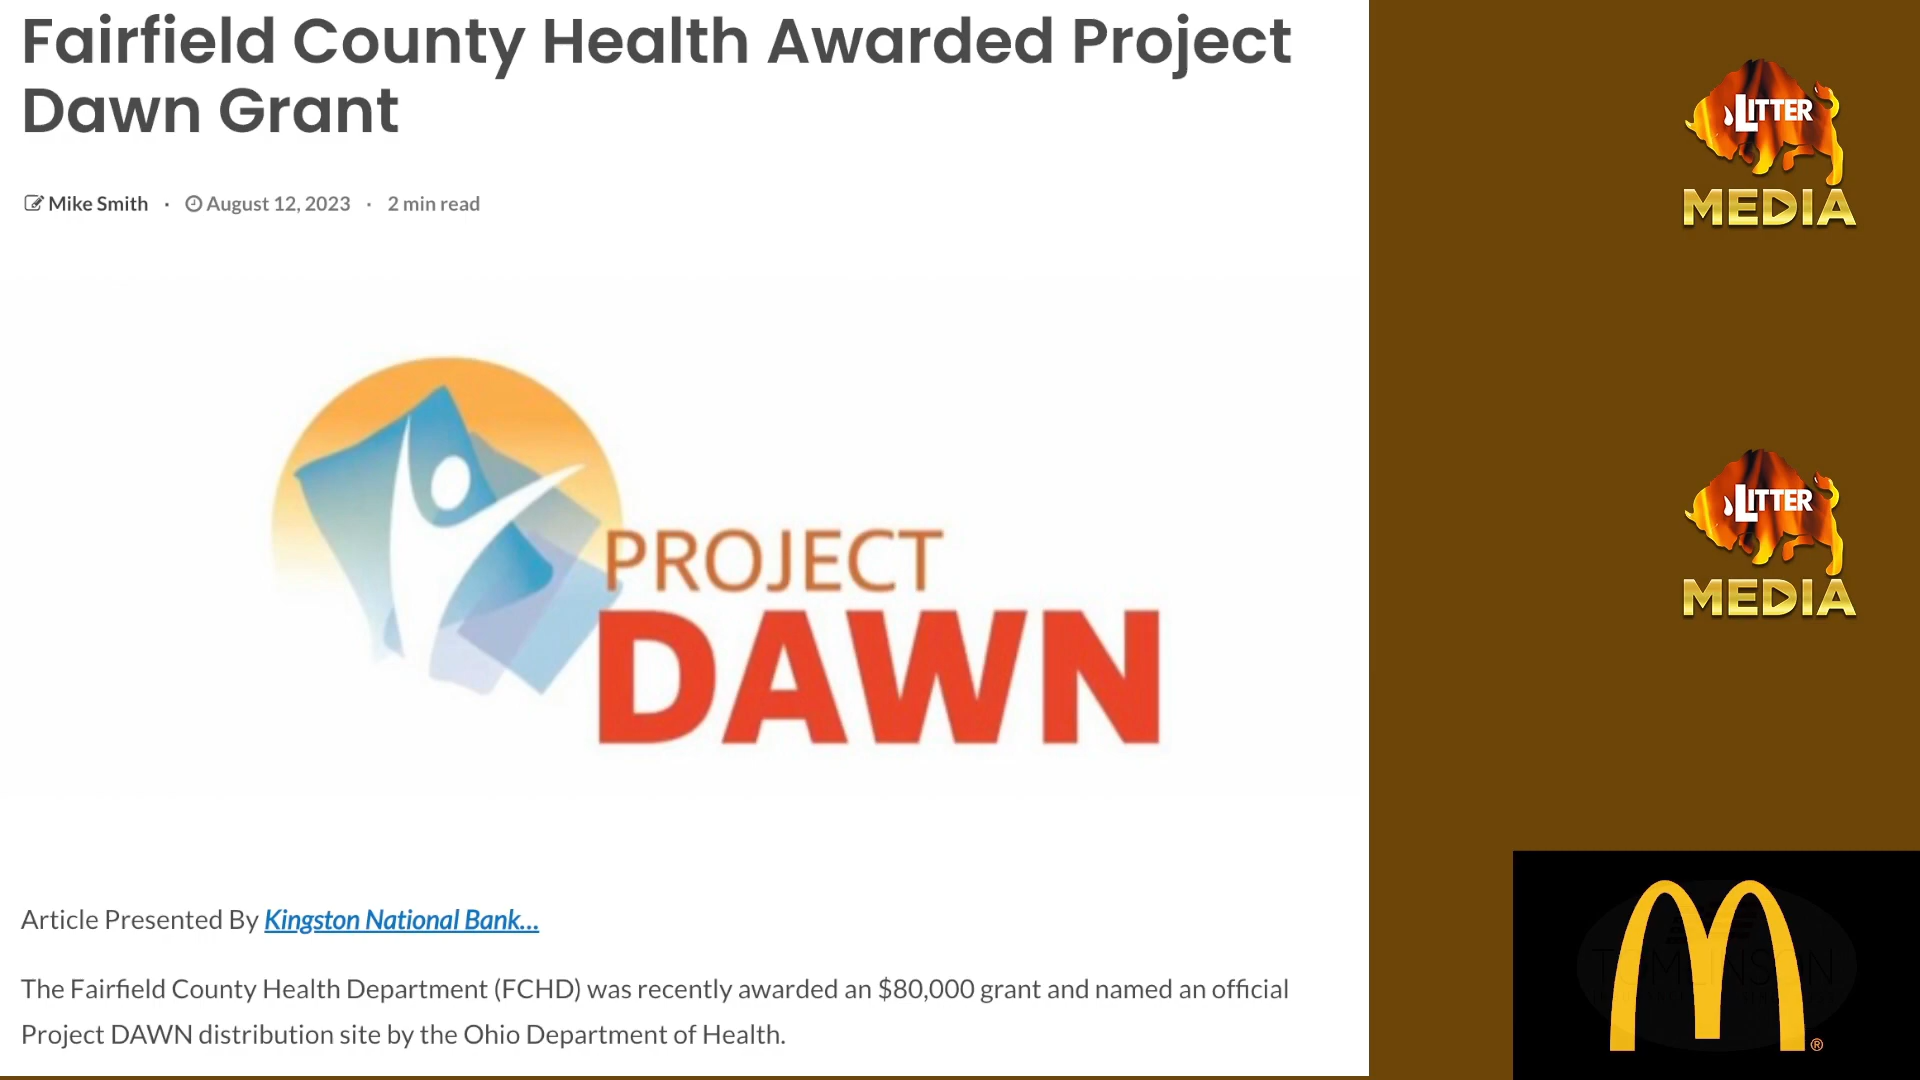 Fairfield County Health Awarded Project
Dawn Grant
Mike Smith · August 12, 2023 · 2 min read
PROJECT
DAWN
Article Presented By Kingston National Bank...
The Fairfield County Health Department (FCHD) was recently awarded an $80,000 grant and named an official
Project DAWN distribution site by the Ohio Department of Health.
LITTER
MEDIA
LITTER
MEDIA
TOMLINSON
®